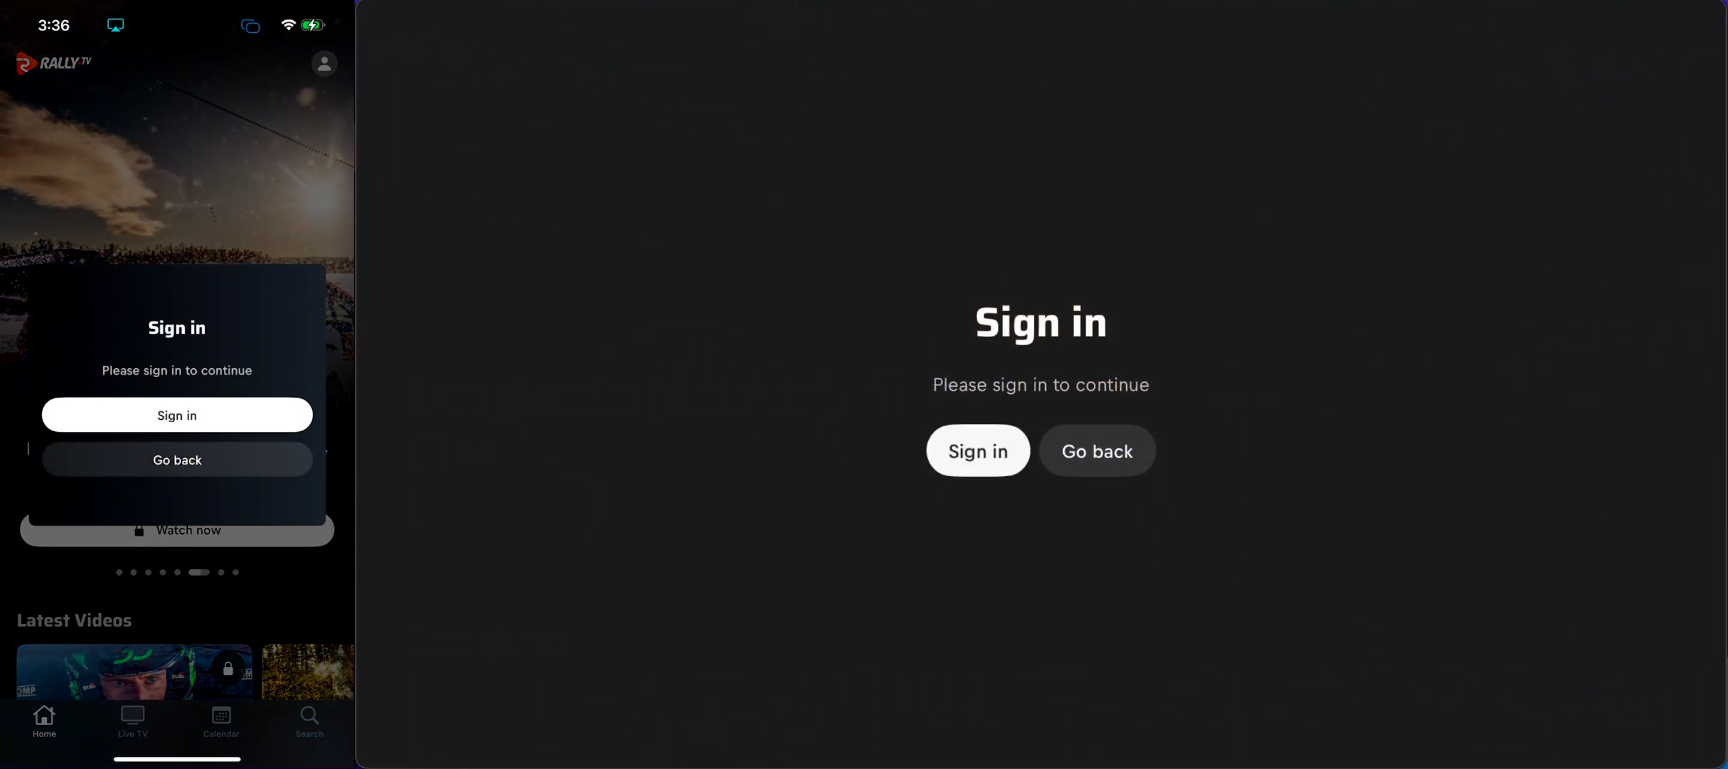 3:36
RALLY.TV
Sign in
Please sign in to continue
Sign in
Go back
Watch now
Latest Videos
Home
Live TV
Calendar
Search
Sign in
Please sign in to continue
Sign in
Go back